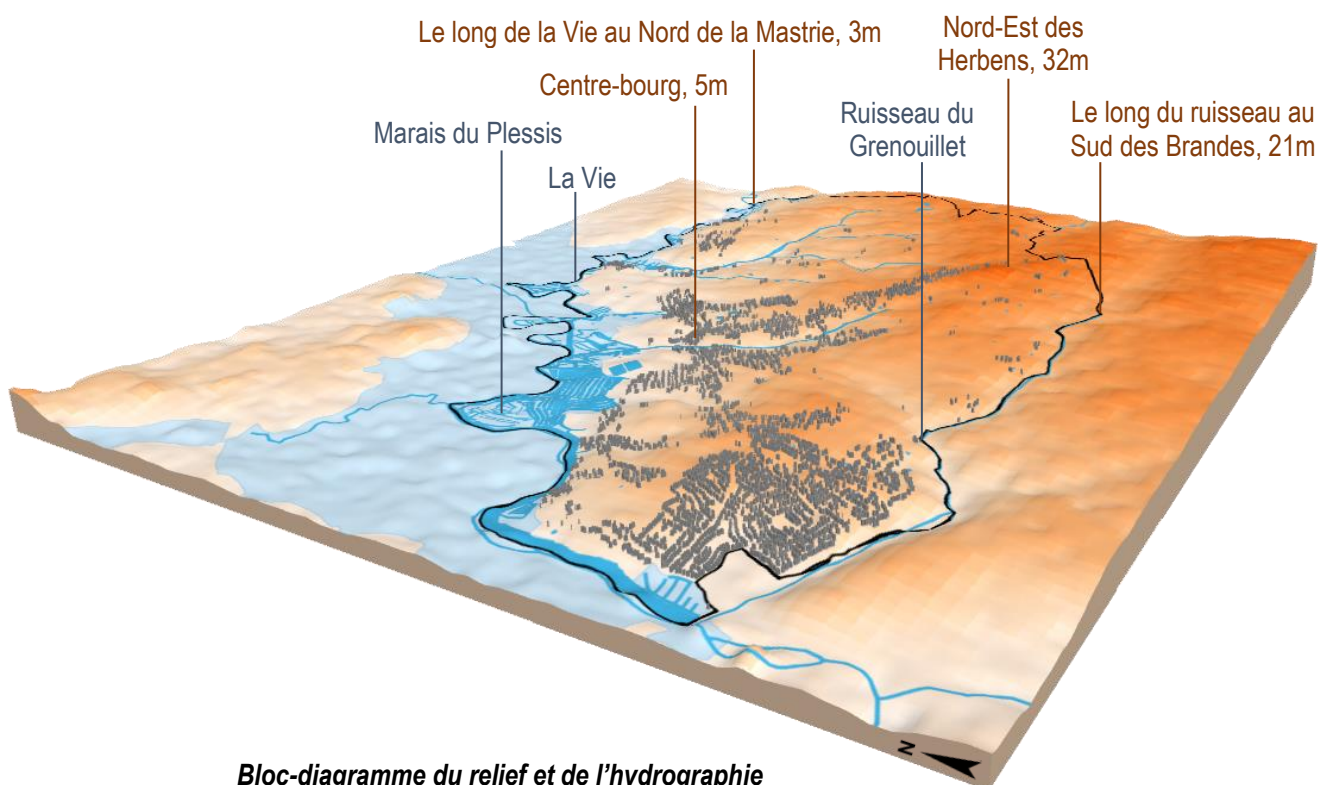 Le long de la Vie au Nord de la Mastrie, 3m
Nord-Est des
Herbens, 32m
Centre-bourg, 5m
Marais du Plessis
Ruisseau du
Grenouillet
Le long du ruisseau au
Sud des Brandes, 21m
La Vie
N
Bloc-diagramme du relief et de l'hydrographie